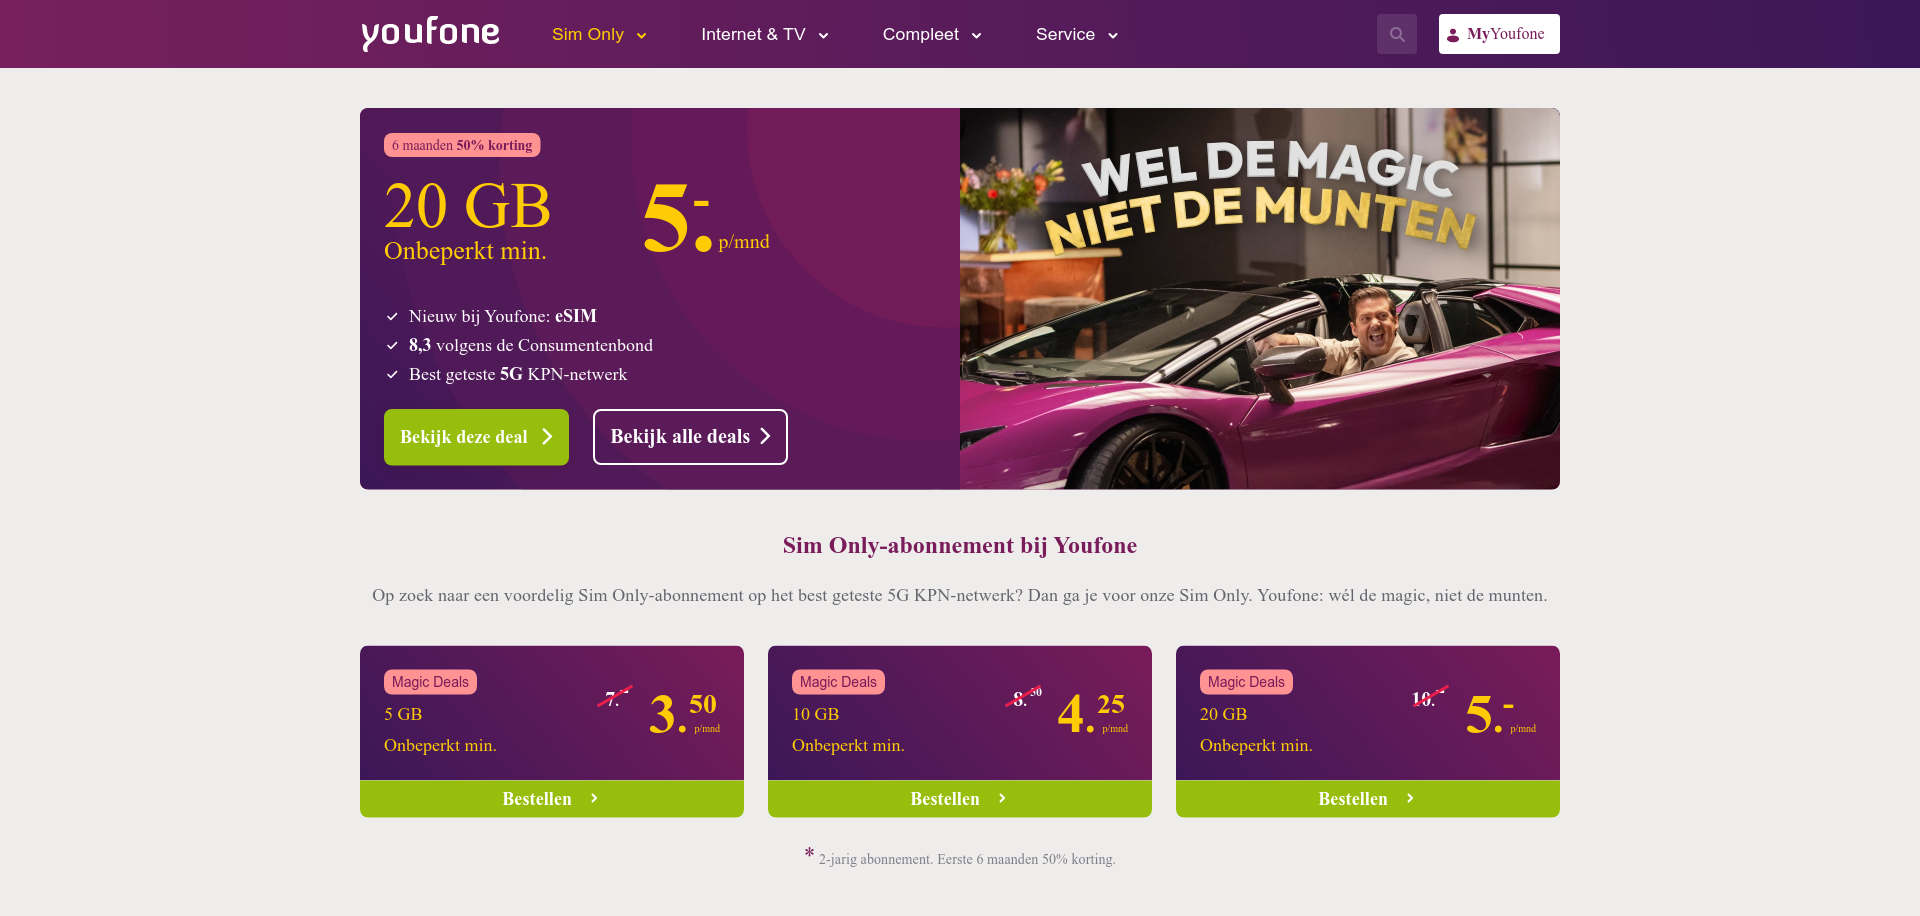 youfone
Sim Only
Internet & TV
Compleet
Service
MyYoufone
6 maanden 50% korting
20 GB
Onbeperkt min.
5.-
p/mnd
Nieuw bij Youfone: eSIM
8,3 volgens de Consumentenbond
Best geteste 5G KPN-netwerk
Bekijk deze deal
Bekijk alle deals
WEL DE MAGIC
NIET DE MUNTEN
Sim Only-abonnement bij Youfone
Op zoek naar een voordelig Sim Only-abonnement op het best geteste 5G KPN-netwerk? Dan ga je voor onze Sim Only. Youfone: wél de magic, niet de munten.
Magic Deals
5 GB
Onbeperkt min.
7.-
3.50
p/mnd
Bestellen
Magic Deals
10 GB
Onbeperkt min.
8.50
4.25
p/mnd
Bestellen
Magic Deals
20 GB
Onbeperkt min.
10.-
5.-
p/mnd
Bestellen
* 2-jarig abonnement. Eerste 6 maanden 50% korting.